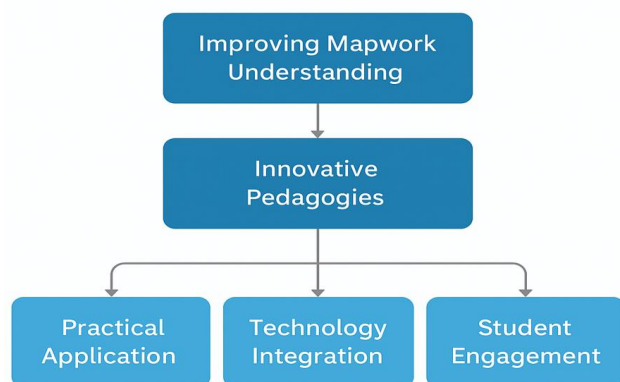 Improving Mapwork
Understanding
Innovative
Pedagogies
Practical
Application
Technology
Integration
Student
Engagement